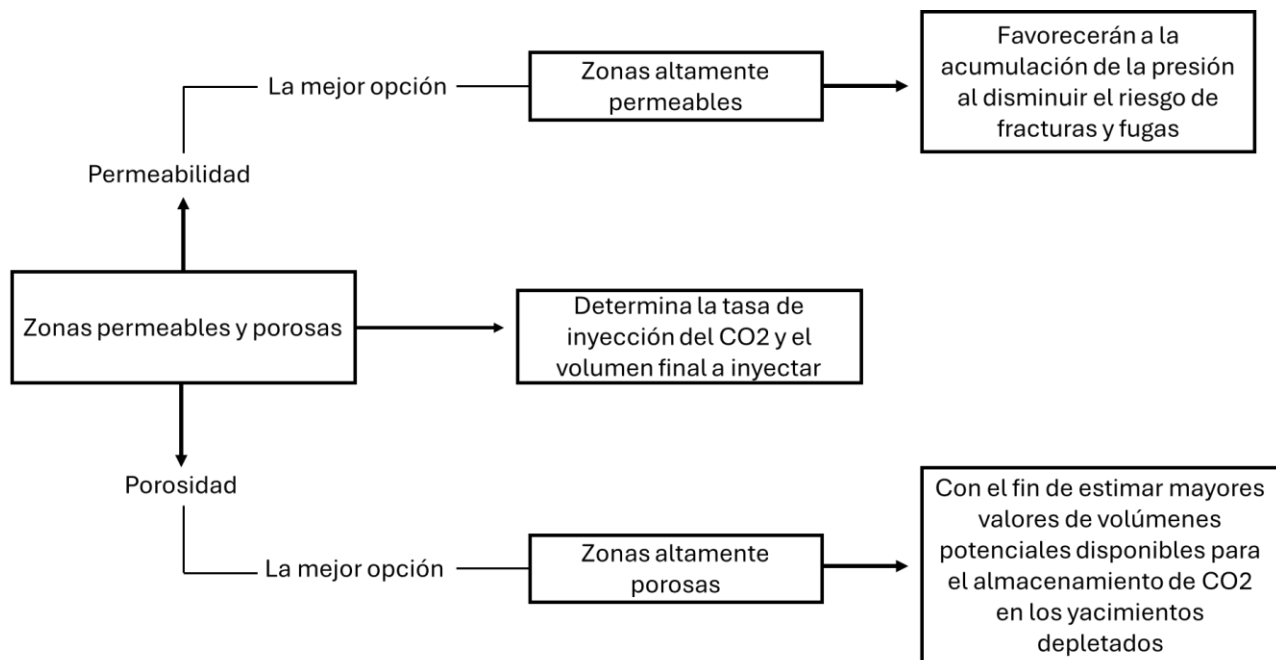 La mejor opción
Zonas altamente
permeables
Favorecerán a la
acumulación de la presión
al disminuir el riesgo de
fracturas y fugas
Permeabilidad
Zonas permeables y porosas
Determina la tasa de
inyección del CO2 y el
volumen final a inyectar
Porosidad
La mejor opción
Zonas altamente
porosas
Con el fin de estimar mayores
valores de volúmenes
potenciales disponibles para
el almacenamiento de CO2
en los yacimientos
depletados